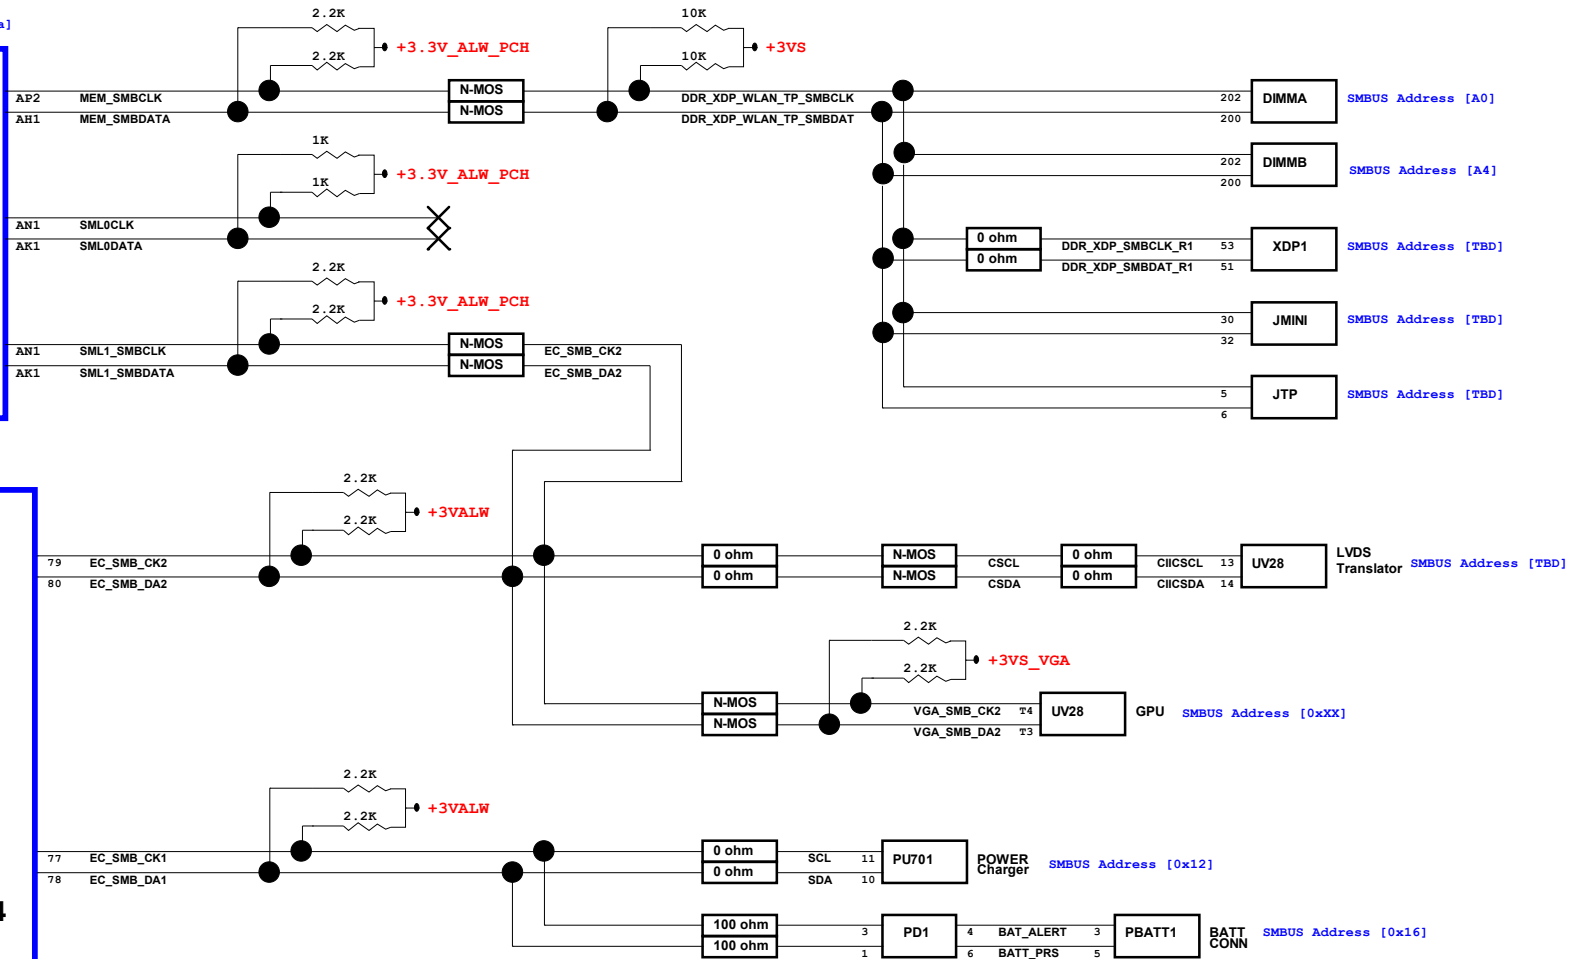 a]
2.2K
2.2K
+3.3V_ALW_PCH
10K
10K
+3VS
AP2 MEM_SMBCLK N-MOS DDR_XDP_WLAN_TP_SMBCLK 202 DIMMA SMBUS Address [A0]
AH1 MEM_SMBDATA N-MOS DDR_XDP_WLAN_TP_SMBDAT 200
1K
1K
+3.3V_ALW_PCH
202 DIMMB SMBUS Address [A4]
200
AN1 SML0CLK
AK1 SML0DATA
0 ohm DDR_XDP_SMBCLK_R1 53 XDP1 SMBUS Address [TBD]
0 ohm DDR_XDP_SMBDAT_R1 51
2.2K
2.2K
+3.3V_ALW_PCH
30 JMINI SMBUS Address [TBD]
32
AN1 SML1_SMBCLK N-MOS EC_SMB_CK2
AK1 SML1_SMBDATA N-MOS EC_SMB_DA2
5 JTP SMBUS Address [TBD]
6
2.2K
2.2K
+3VALW
79 EC_SMB_CK2 0 ohm N-MOS CSCL 0 ohm CIICSCL 13 UV28 LVDS
Translator SMBUS Address [TBD]
80 EC_SMB_DA2 0 ohm N-MOS CSDA 0 ohm CIICSDA 14
2.2K
2.2K
+3VS_VGA
N-MOS VGA_SMB_CK2 T4 UV28 GPU SMBUS Address [0xXX]
N-MOS VGA_SMB_DA2 T3
2.2K
2.2K
+3VALW
77 EC_SMB_CK1 0 ohm SCL 11 PU701 POWER
Charger SMBUS Address [0x12]
78 EC_SMB_DA1 0 ohm SDA 10
100 ohm 3 PD1 4 BAT_ALERT 3 PBATT1 BATT
CONN SMBUS Address [0x16]
100 ohm 1 6 BATT_PRS 5